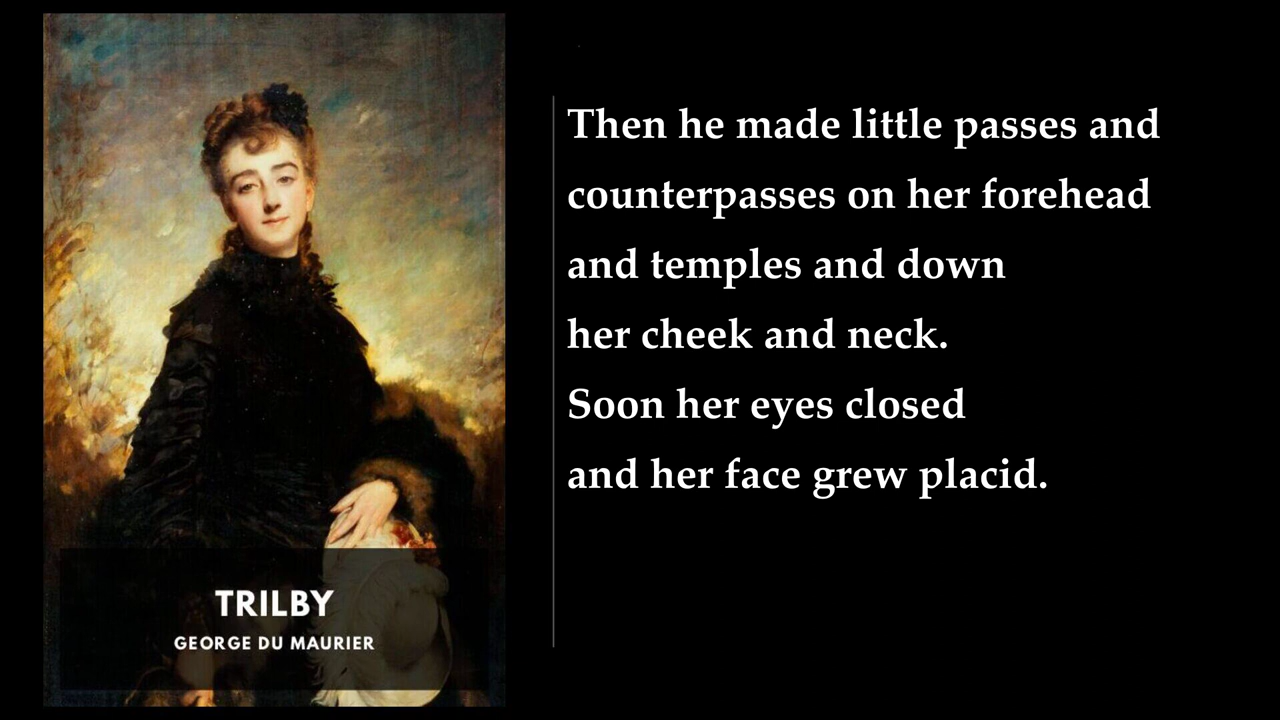 TRILBY
GEORGE DU MAURIER
Then he made little passes and
counterpasses on her forehead
and temples and down
her cheek and neck.
Soon her eyes closed
and her face grew placid.